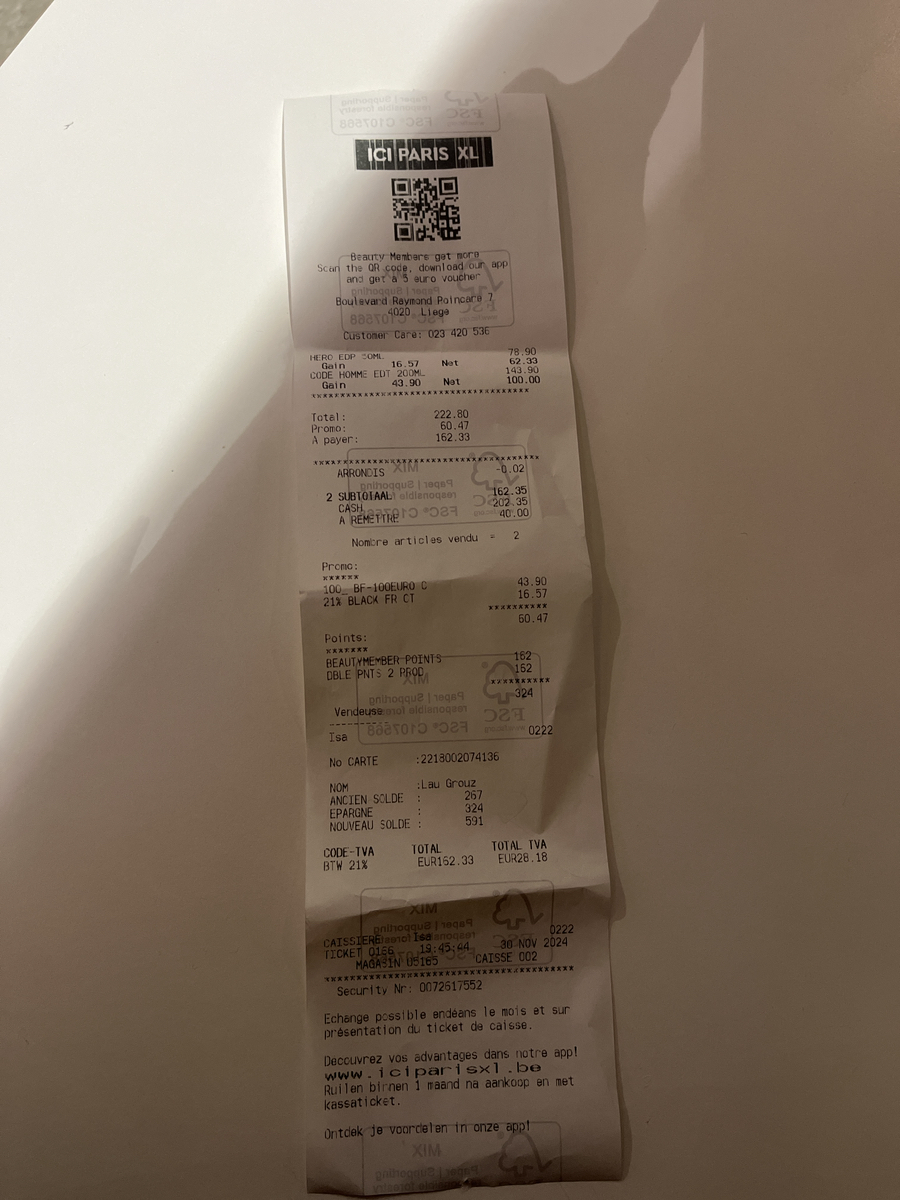 ICI PARIS XL
Beauty Members get more
Scan the QR code, download our app
and get a 5 euro voucher
Boulevard Raymond Poincare 7
4020 Liege
Customer Care: 023 420 536
HERO EDP 50ML 78.90
Gain 16.57 Net 62.33
CODE HOMME EDT 200ML 143.90
Gain 43.90 Net 100.00
****************************************
Total: 222.80
Promo: 60.47
A payer: 162.33
****************************************
ARRONDIS -0.02
2 SUBTOTAAL 162.35
CASH 202.35
A REMETTRE 40.00
Nombre articles vendu = 2
Promo:
******
100_ BF-100EURO C 43.90
21% BLACK FR CT 16.57
**********
60.47
Points:
*******
BEAUTYMEMBER POINTS 162
DBLE PNTS 2 PROD 162
**********
324
Vendeuse
---------
Isa 0222
No CARTE :2218002074136
NOM :Lau Grouz
ANCIEN SOLDE : 267
EPARGNE : 324
NOUVEAU SOLDE : 591
CODE-TVA TOTAL TOTAL TVA
BTW 21% EUR162.33 EUR28.18
CAISSIERE Isa 0222
TICKET 0166 19:45:44 30 NOV 2024
MAGASIN 05165 CAISSE 002
****************************************
Security Nr: 0072617552
Echange possible endéans le mois et sur
présentation du ticket de caisse.
Decouvrez vos advantages dans notre app!
www.iciparisxl.be
Ruilen binnen 1 maand na aankoop en met
kassaticket.
Ontdek je voordelen in onze app!